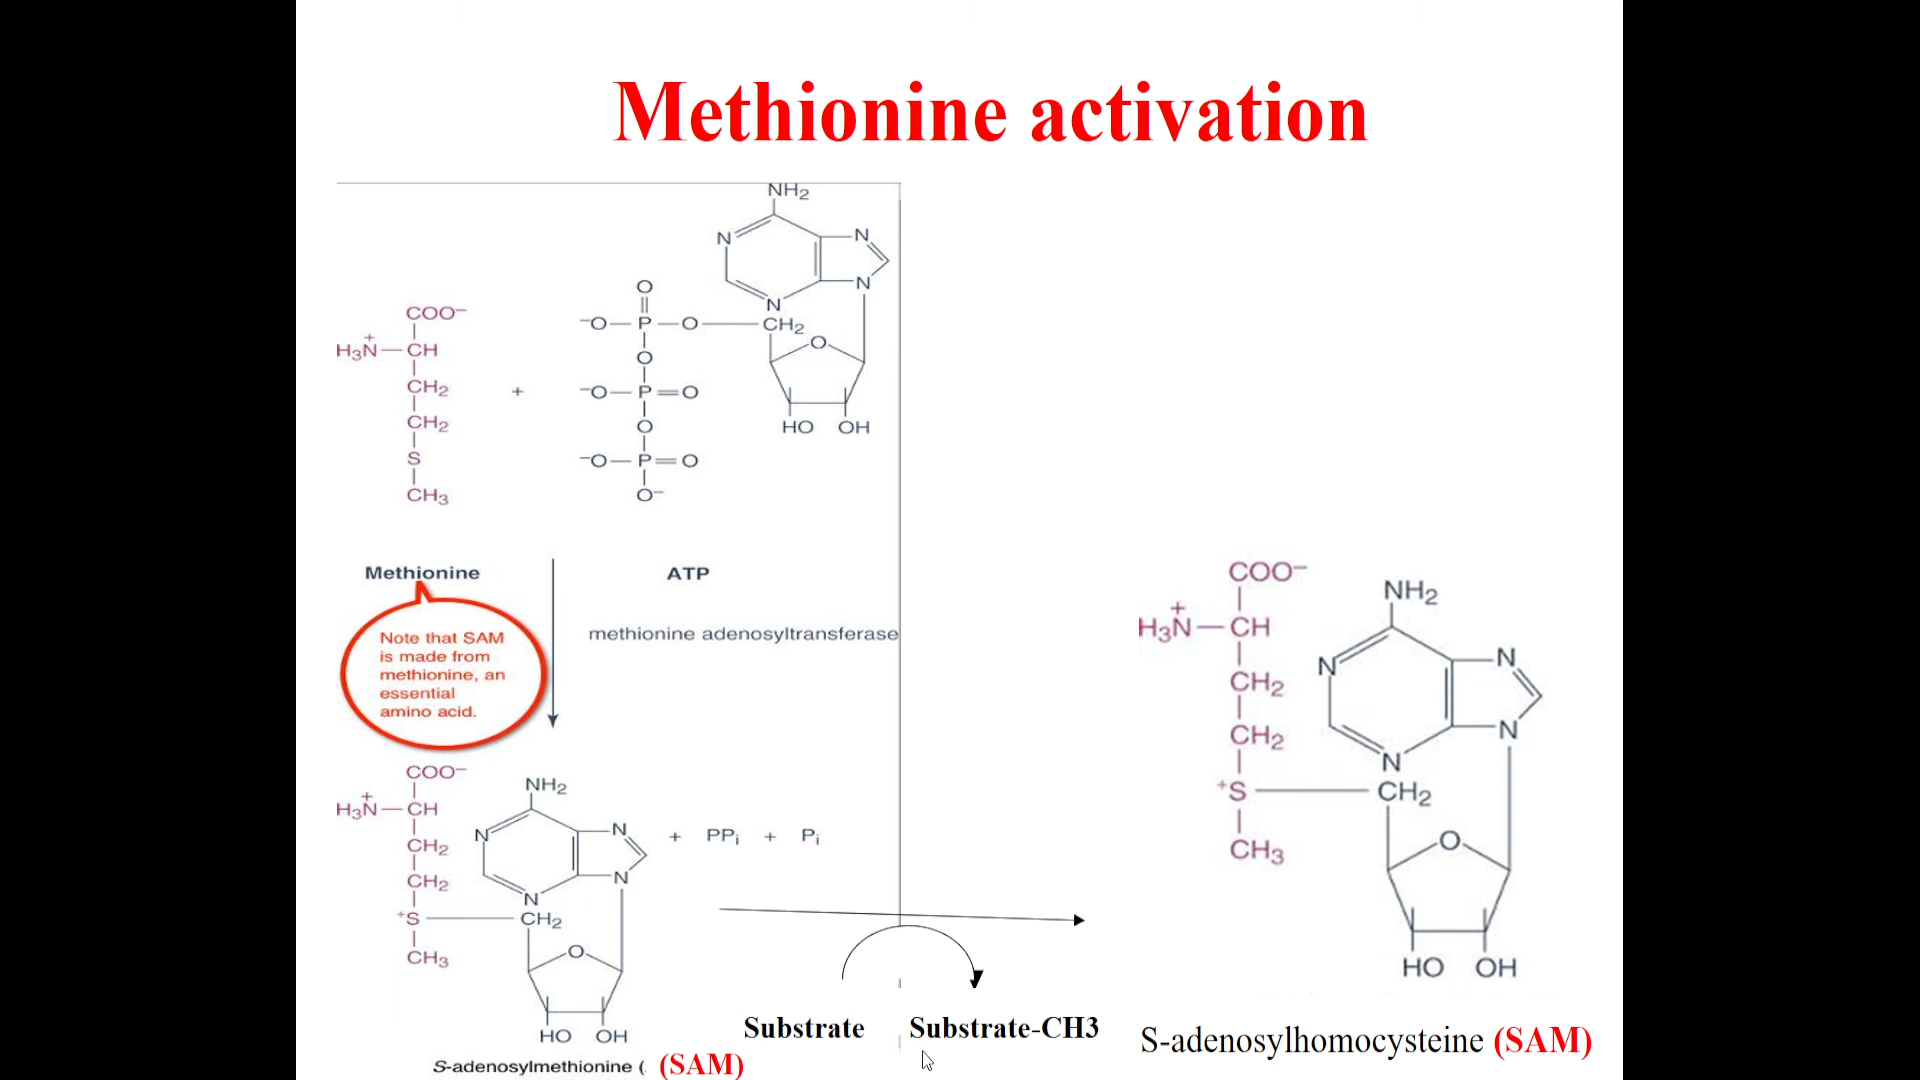 Methionine activation
NH2
N
N
N
N
O
-O—P—O—CH2
O
O
-O—P=O
HO OH
O
-O—P=O
O-
COO-
H3N+—CH
CH2
CH2
S
CH3
+
Methionine
ATP
methionine adenosyltransferase
Note that SAM
is made from
methionine, an
essential
amino acid.
COO-
H3N+—CH
CH2
CH2
+S—CH2
CH3
NH2
N
N
N
N
O
HO OH
+ PPi + Pi
S-adenosylmethionine ( (SAM)
Substrate
Substrate-CH3
COO-
H3N+—CH
CH2
CH2
+S—CH2
CH3
NH2
N
N
N
N
O
HO OH
S-adenosylhomocysteine (SAM)